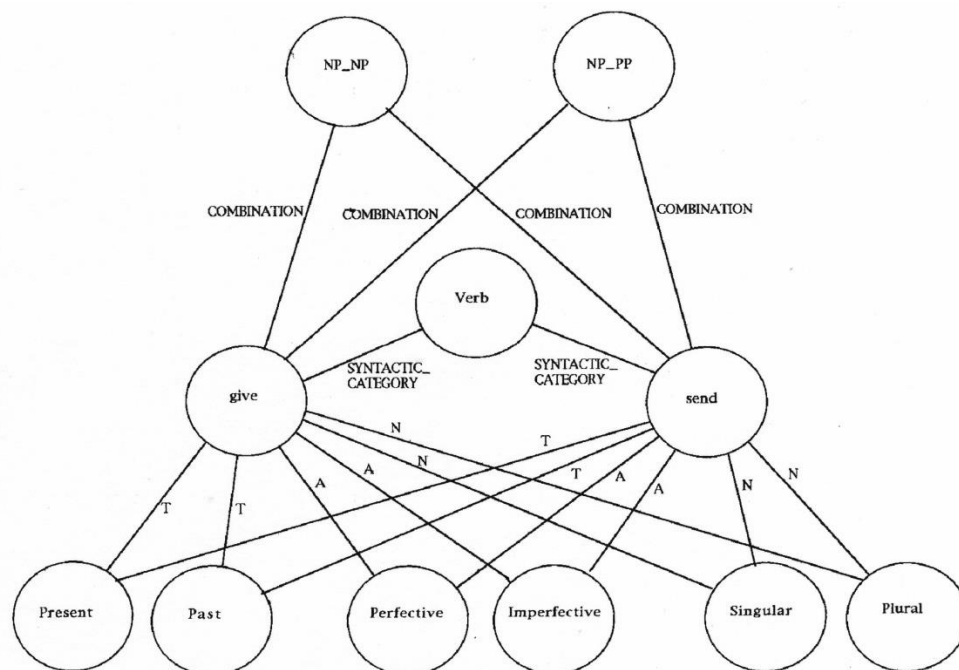 NP_NP
NP_PP
COMBINATION
COMBINATION
COMBINATION
COMBINATION
Verb
SYNTACTIC_
CATEGORY
SYNTACTIC_
CATEGORY
give
send
N
T
N
T
A
A
A
A
N
N
T
T
Present
Past
Perfective
Imperfective
Singular
Plural